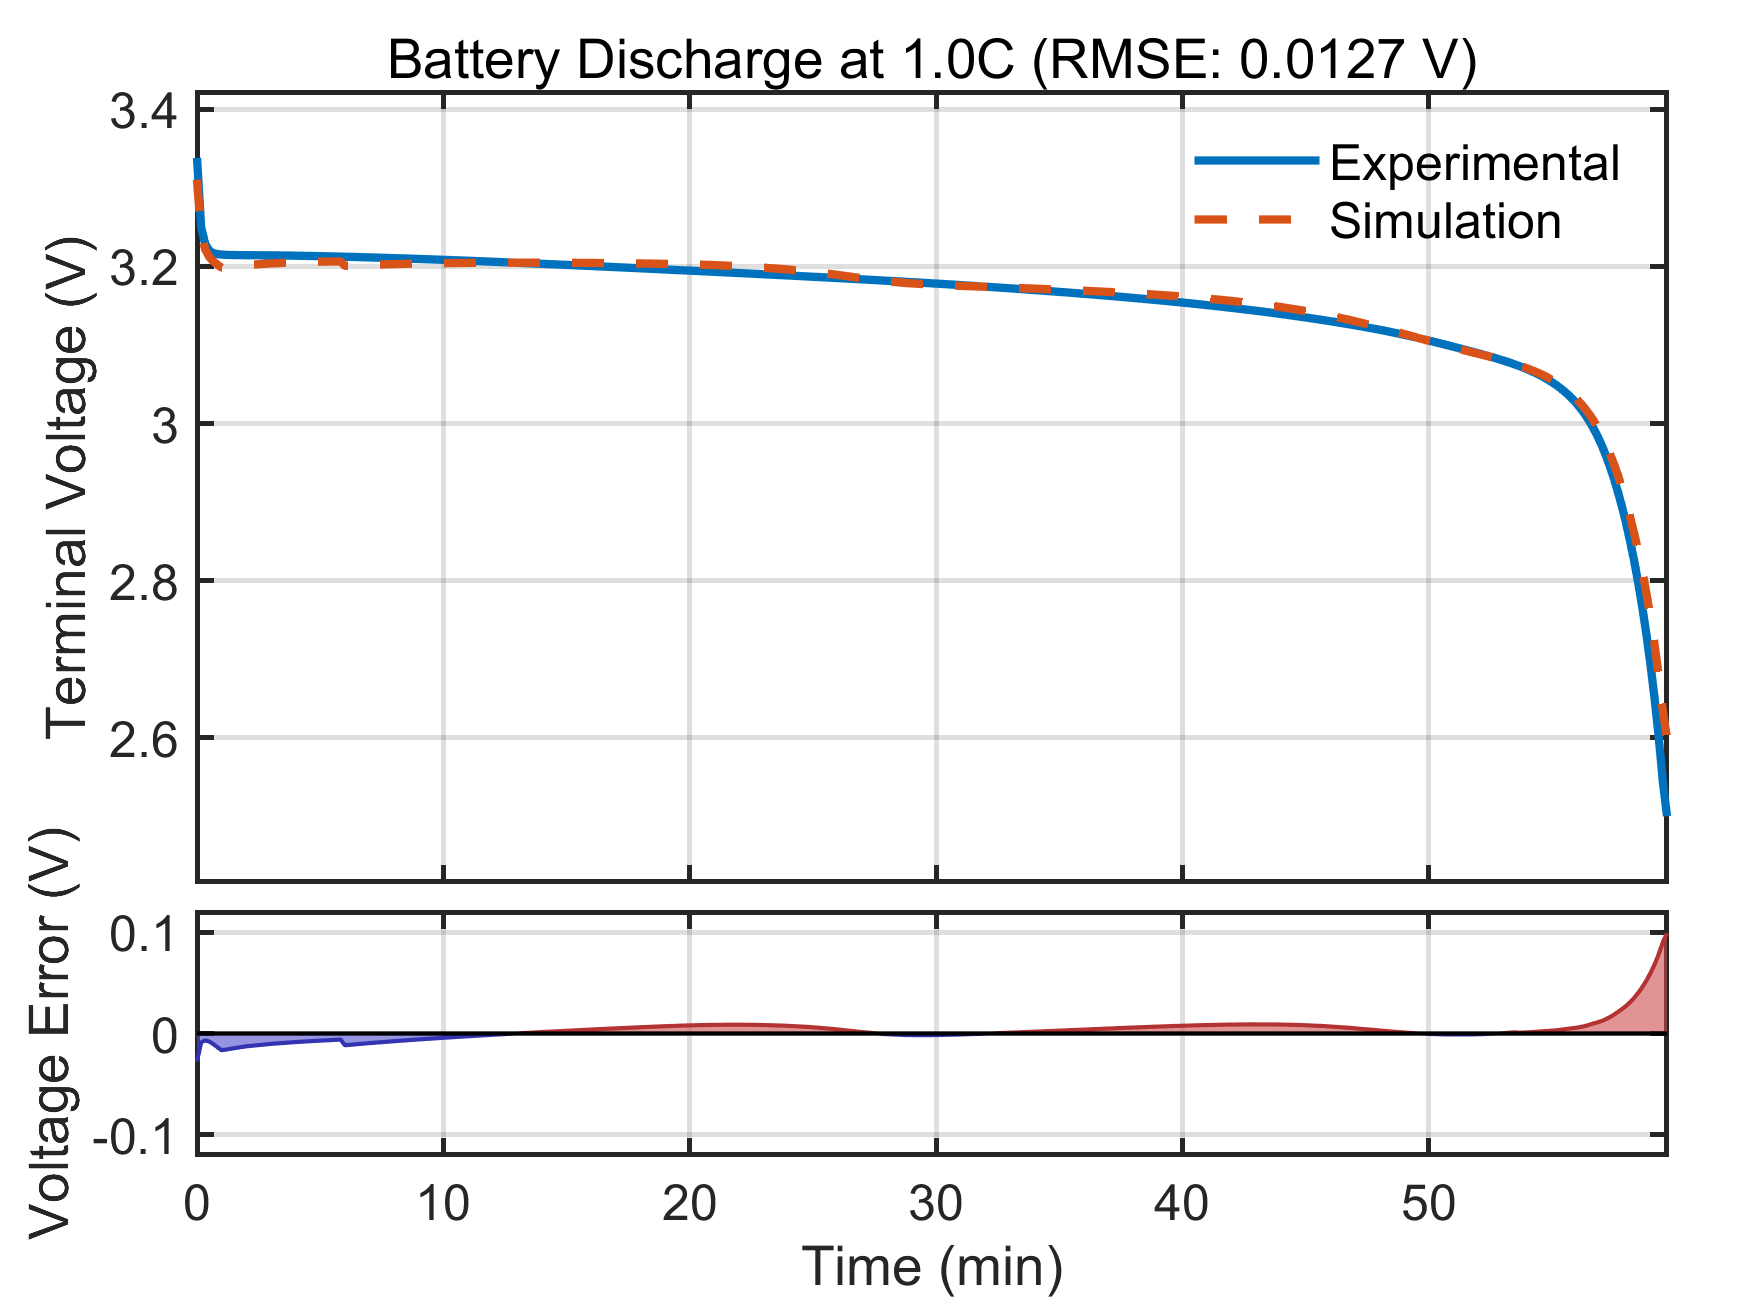 Battery Discharge at 1.0C (RMSE: 0.0127 V)
3.4
3.2
3
2.8
2.6
Terminal Voltage (V)
Experimental
Simulation
0.1
0
-0.1
Voltage Error (V)
0 10 20 30 40 50
Time (min)